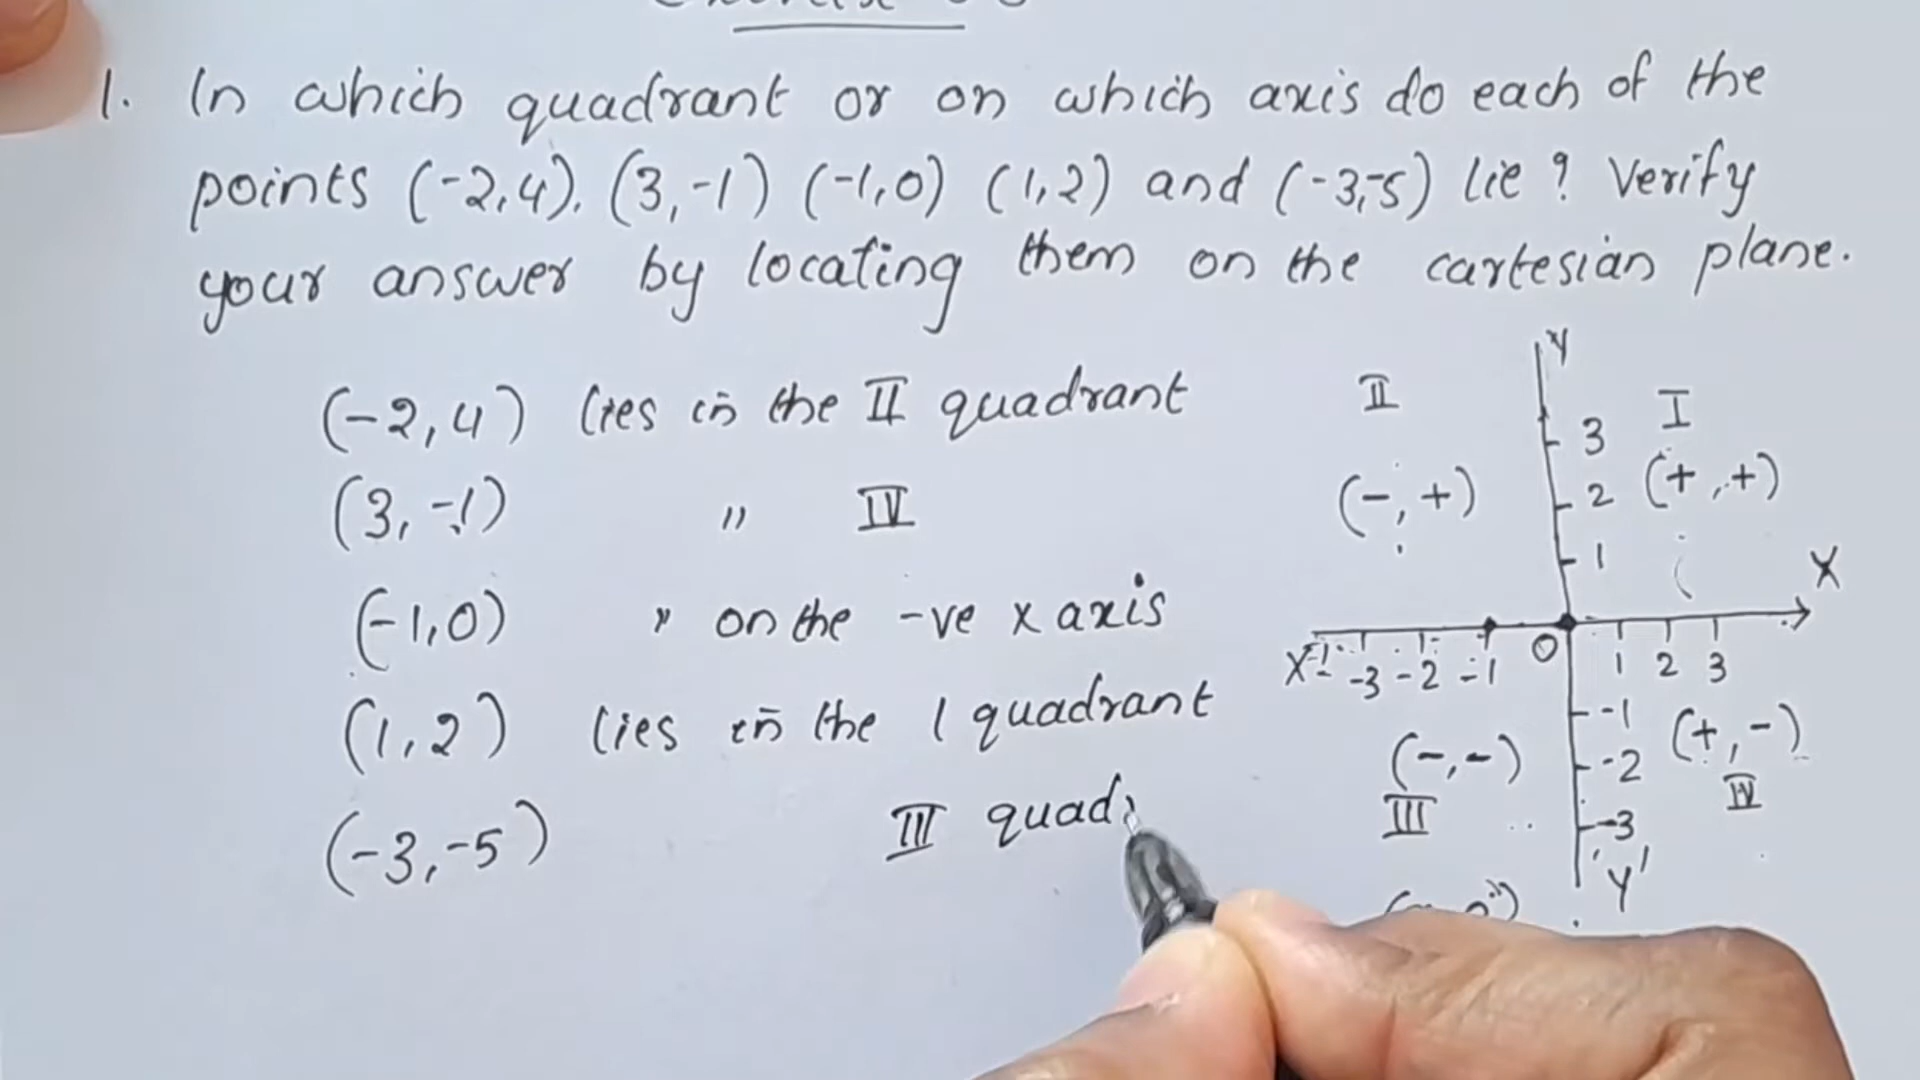 1. In which quadrant or on which axis do each of the
points (-2,4), (3,-1) (-1,0) (1,2) and (-3,-5) lie ? Verify
your answer by locating them on the cartesian plane.
(-2,4) lies in the II quadrant
(3,-1) " IV
(-1,0) " on the -ve x axis
(1,2) lies in the I quadrant
(-3,-5) III quad
Y
II I
3
(-,+) 2 (+,+)
1
X
X' -3 -2 -1 0 1 2 3
-1
(-,-) -2 (+,-)
III IV
-3
Y'